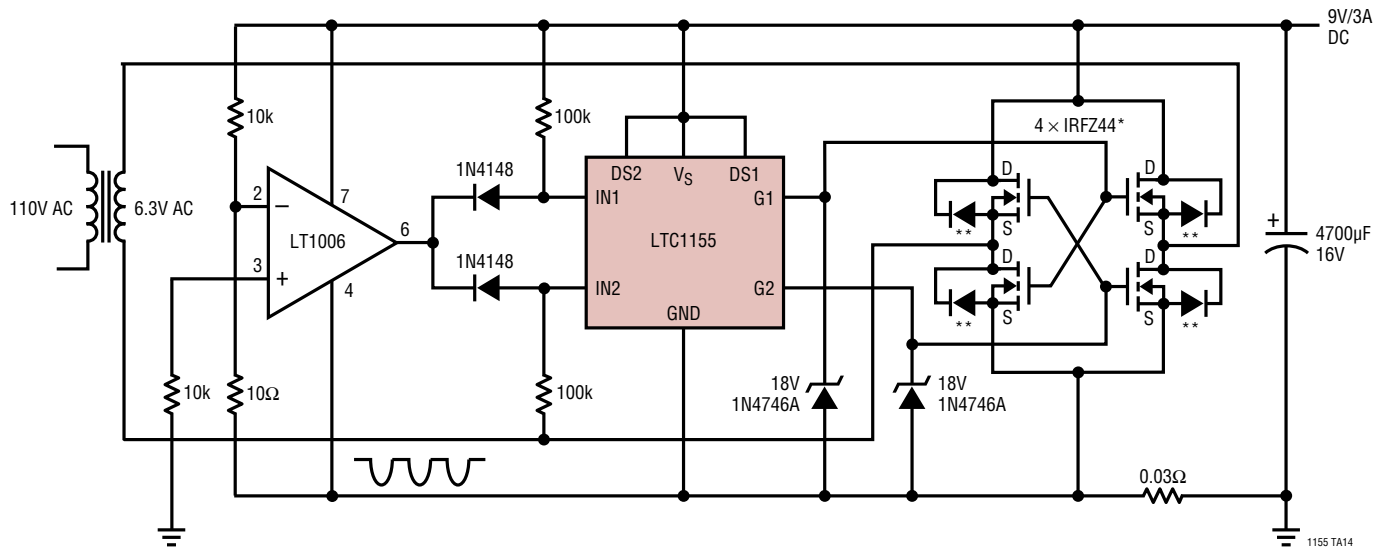 9V/3A
DC
10k
100k
4 × IRFZ44*
1N4148
DS2
VS
DS1
D
D
110V AC
6.3V AC
2
−
7
IN1
G1
S
**
S
**
LT1006
6
LTC1155
+
4700µF
16V
1N4148
3
+
4
IN2
G2
D
D
GND
**
S
S
**
10k
10Ω
100k
18V
1N4746A
18V
1N4746A
0.03Ω
1155 TA14